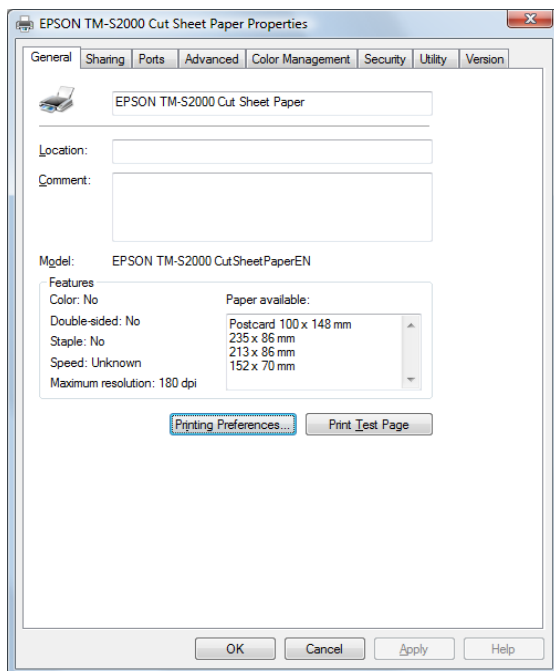 EPSON TM-S2000 Cut Sheet Paper Properties
General Sharing Ports Advanced Color Management Security Utility Version
EPSON TM-S2000 Cut Sheet Paper
Location:
Comment:
Model: EPSON TM-S2000 CutSheetPaperEN
Features
Color: No Paper available:
Double-sided: No Postcard 100 x 148 mm
Staple: No 235 x 86 mm
Speed: Unknown 213 x 86 mm
Maximum resolution: 180 dpi 152 x 70 mm
Printing Preferences... Print Test Page
OK Cancel Apply Help